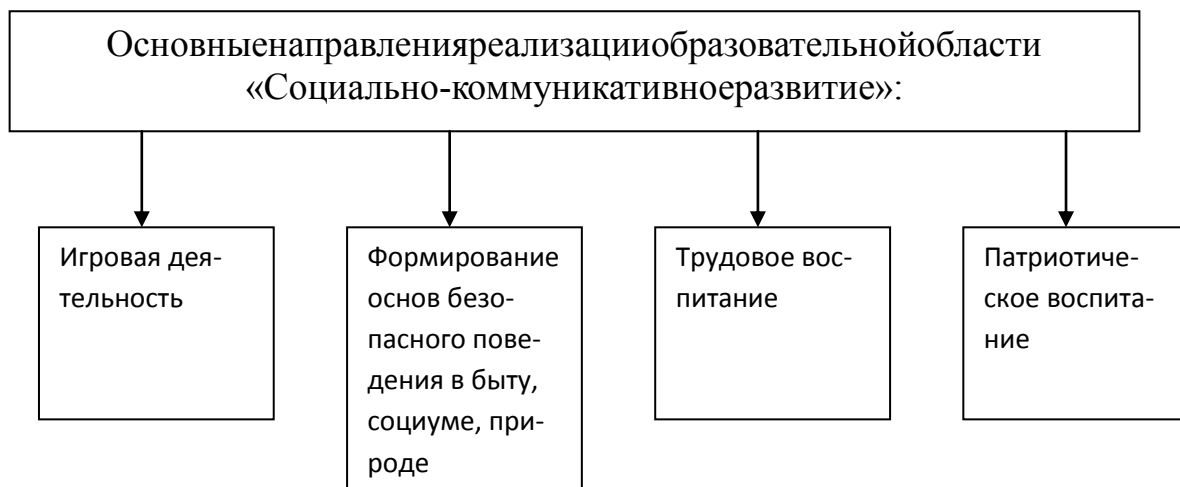 Основныенаправленияреализацииобразовательнойобласти
«Социально-коммуникативноеразвитие»:
Игровая дея-
тельность
Формирование
основ безо-
пасного пове-
дения в быту,
социуме, при-
роде
Трудовое вос-
питание
Патриотиче-
ское воспита-
ние